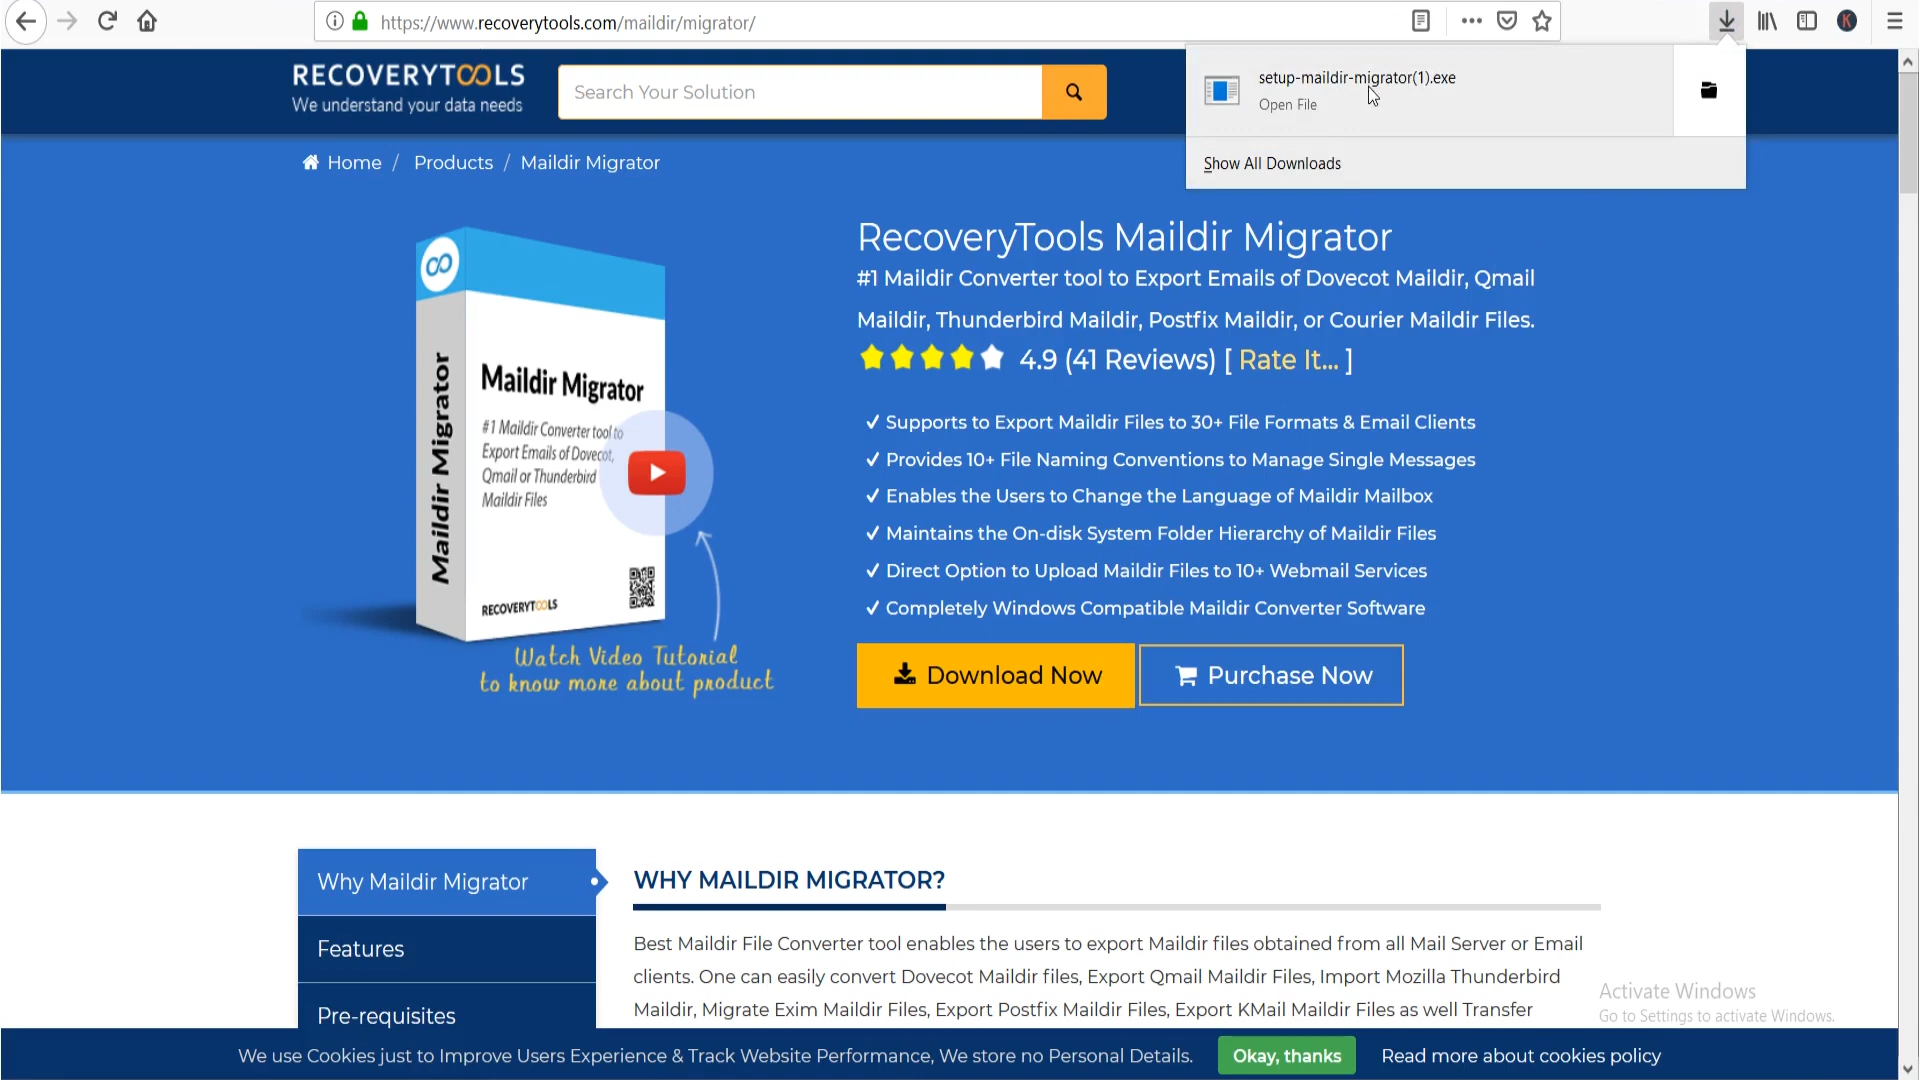 https://www.recoverytools.com/maildir/migrator/
K
RECOVERYTOOLS
We understand your data needs
Search Your Solution
setup-maildir-migrator(1).exe
Open File
Show All Downloads
Home / Products / Maildir Migrator
RecoveryTools Maildir Migrator
#1 Maildir Converter tool to Export Emails of Dovecot Maildir, Qmail
Maildir, Thunderbird Maildir, Postfix Maildir, or Courier Maildir Files.
4.9 (41 Reviews) [ Rate It... ]
✓ Supports to Export Maildir Files to 30+ File Formats & Email Clients
✓ Provides 10+ File Naming Conventions to Manage Single Messages
✓ Enables the Users to Change the Language of Maildir Mailbox
✓ Maintains the On-disk System Folder Hierarchy of Maildir Files
✓ Direct Option to Upload Maildir Files to 10+ Webmail Services
✓ Completely Windows Compatible Maildir Converter Software
Download Now
Purchase Now
Maildir Migrator
Maildir Migrator
#1 Maildir Converter tool to
Export Emails of Dovecot,
Qmail or Thunderbird
Maildir Files
RECOVERYTOOLS
Watch Video Tutorial
to know more about product
Why Maildir Migrator
Features
Pre-requisites
WHY MAILDIR MIGRATOR?
Best Maildir File Converter tool enables the users to export Maildir files obtained from all Mail Server or Email
clients. One can easily convert Dovecot Maildir files, Export Qmail Maildir Files, Import Mozilla Thunderbird
Maildir, Migrate Exim Maildir Files, Export Postfix Maildir Files, Export KMail Maildir Files as well Transfer
Activate Windows
Go to Settings to activate Windows.
We use Cookies just to Improve Users Experience & Track Website Performance, We store no Personal Details.
Okay, thanks
Read more about cookies policy